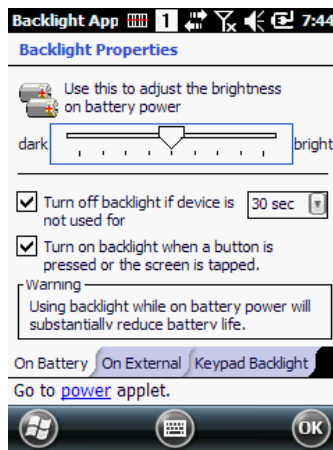 Backlight App 1 7:44
Backlight Properties
Use this to adjust the brightness
on battery power
dark bright
Turn off backlight if device is 30 sec
not used for
Turn on backlight when a button is
pressed or the screen is tapped.
Warning
Using backlight while on battery power will
substantially reduce battery life.
On Battery On External Keypad Backlight
Go to power applet.
OK